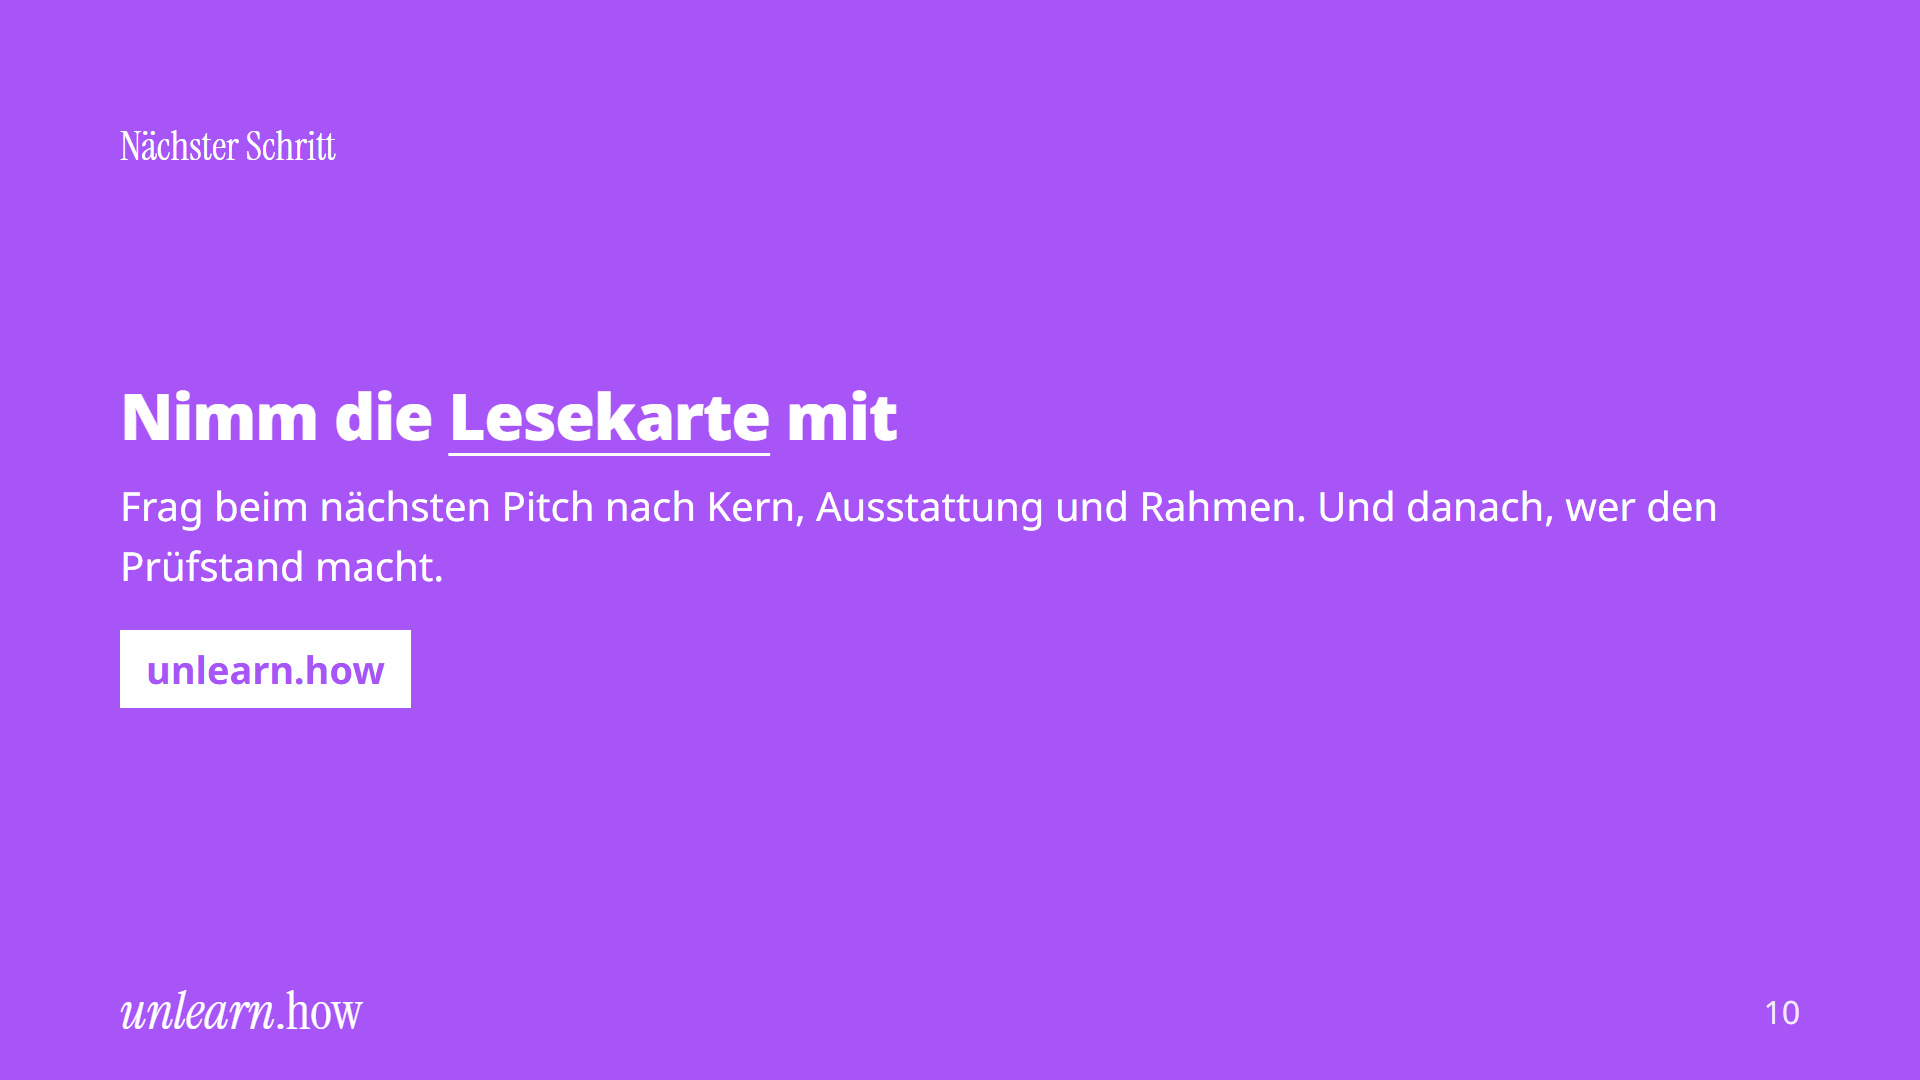 Nächster Schritt
Nimm die Lesekarte mit
Frag beim nächsten Pitch nach Kern, Ausstattung und Rahmen. Und danach, wer den
Prüfstand macht.
unlearn.how
unlearn.how
10